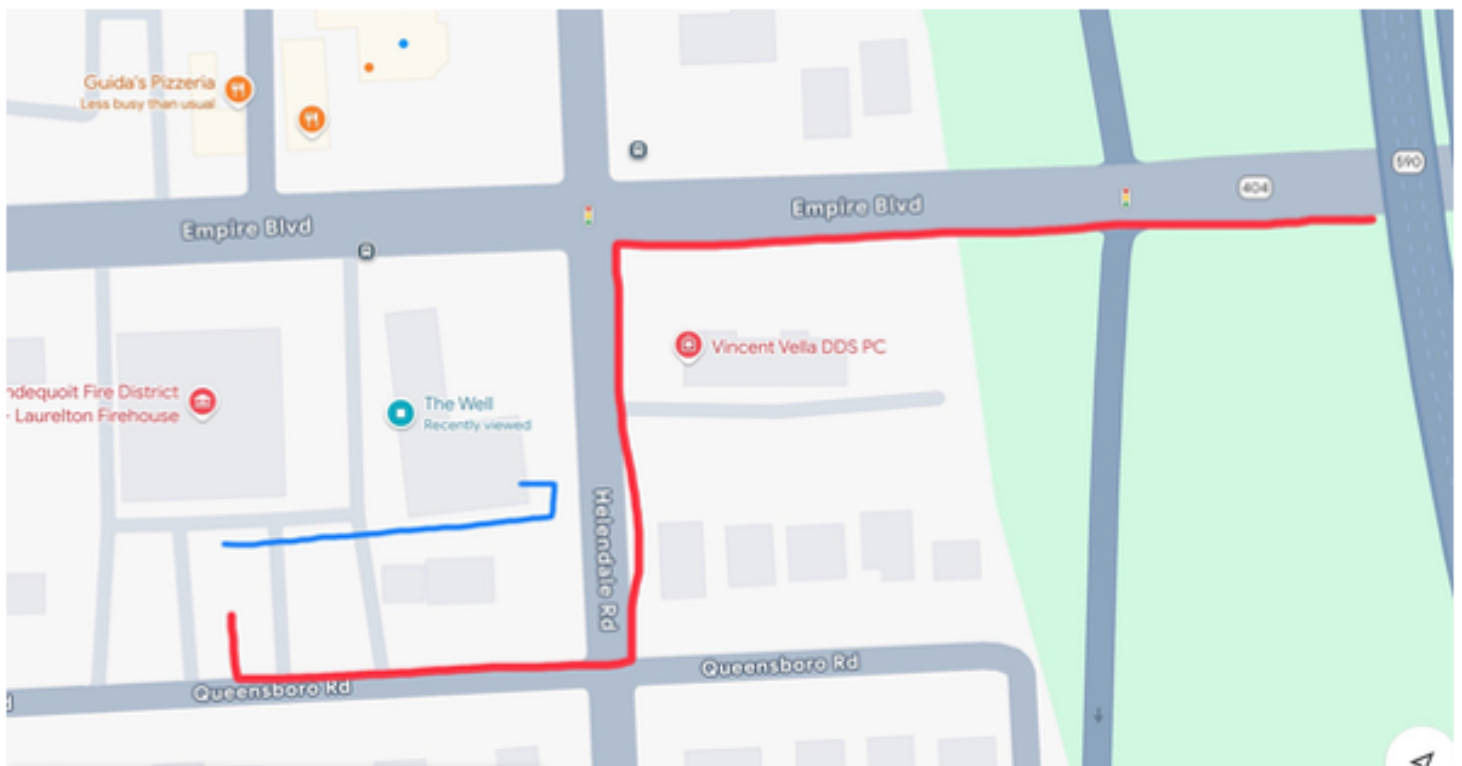 Guida's Pizzeria
Less busy than usual
590
404
Empire Blvd
Empire Blvd
Vincent Vella DDS PC
ndequoit Fire District
- Laurelton Firehouse
The Well
Recently viewed
Helendale Rd
Queensboro Rd
Queensboro Rd